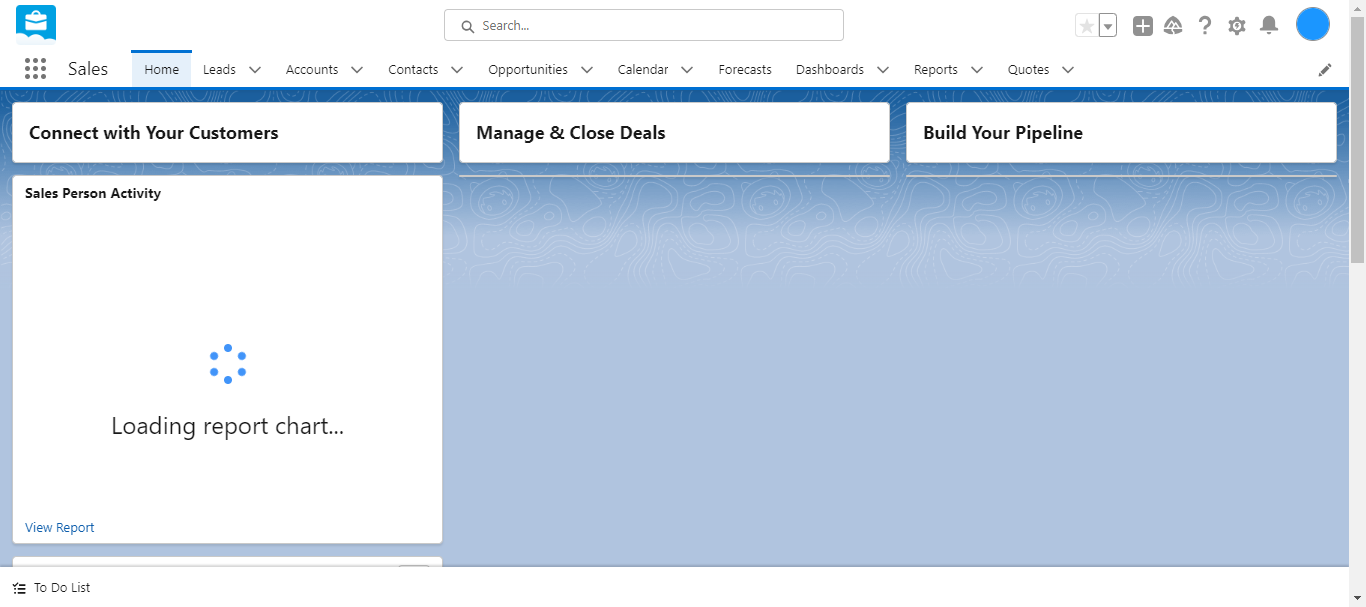 Search...
Sales
Home
Leads
Accounts
Contacts
Opportunities
Calendar
Forecasts
Dashboards
Reports
Quotes
Connect with Your Customers
Manage & Close Deals
Build Your Pipeline
Sales Person Activity
Loading report chart...
View Report
To Do List